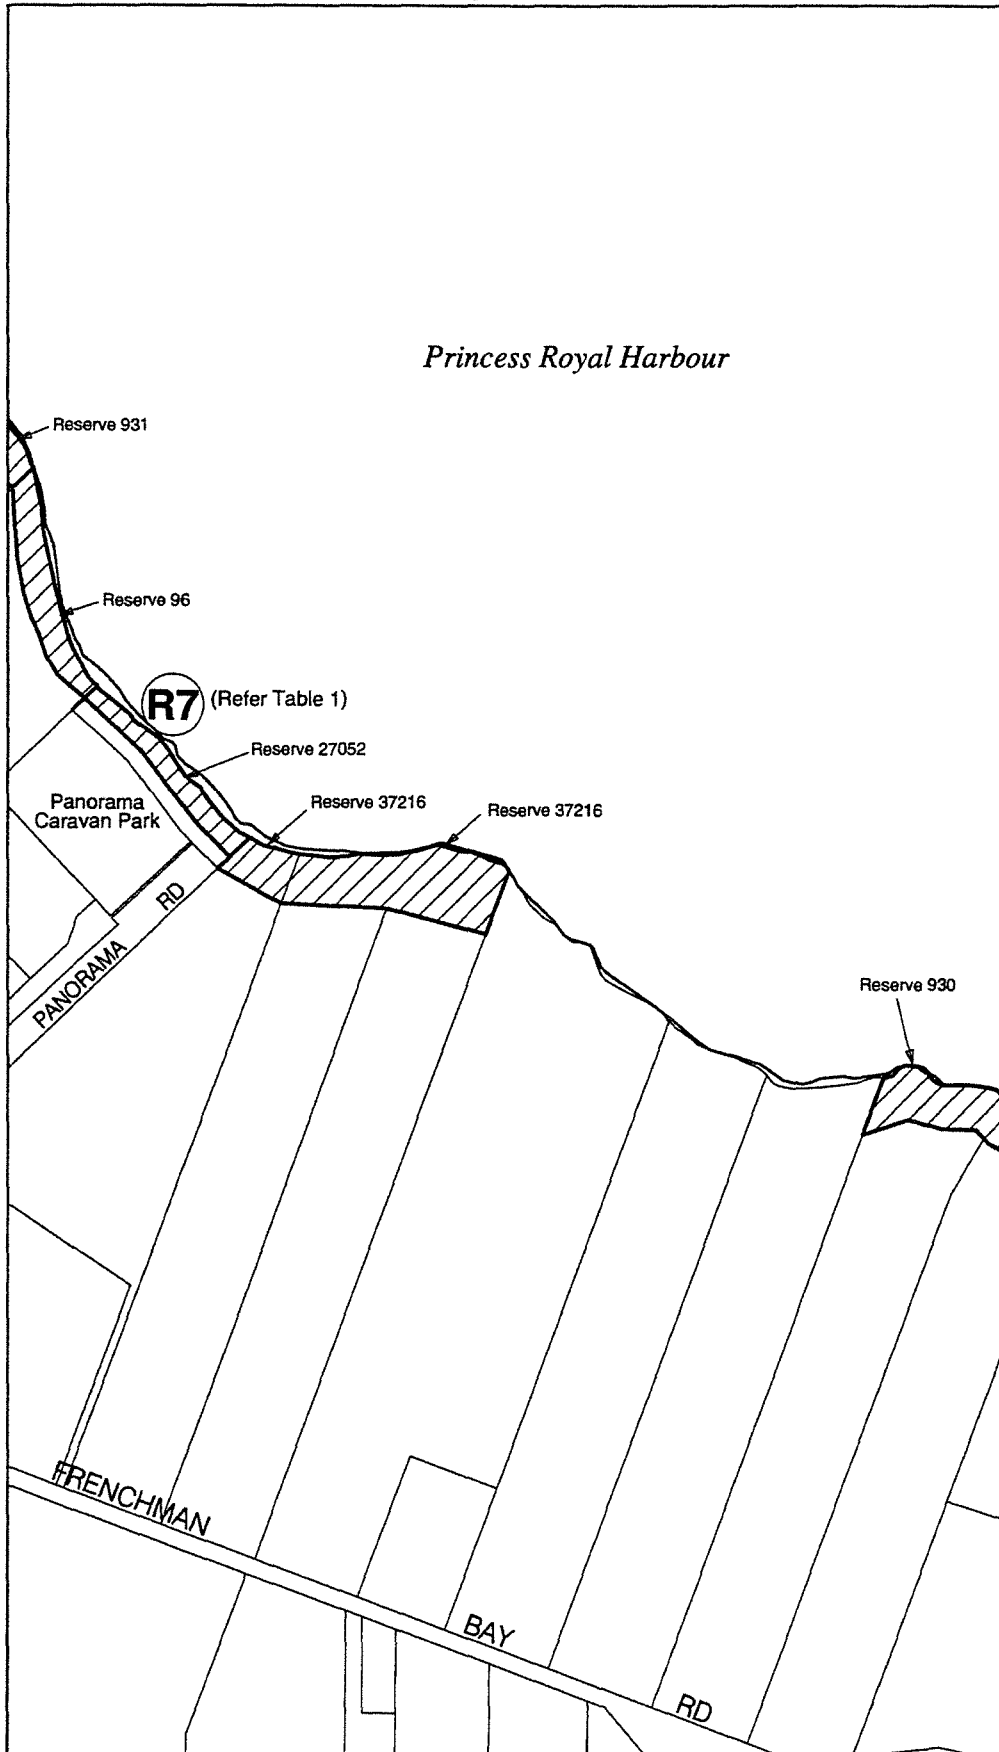 Princess Royal Harbour
Reserve 931
Reserve 96
R7 (Refer Table 1)
Reserve 27052
Reserve 37216
Reserve 37216
Panorama
Caravan Park
PANORAMA RD
Reserve 930
FRENCHMAN BAY RD